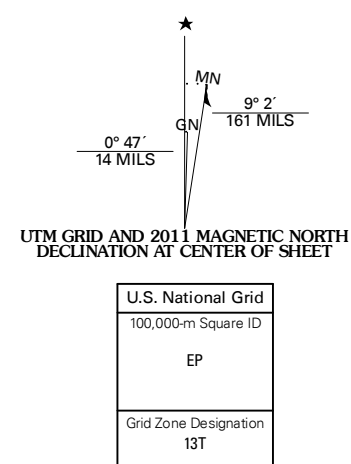 ★
MN
GN
9° 2´
161 MILS
0° 47´
14 MILS
UTM GRID AND 2011 MAGNETIC NORTH
DECLINATION AT CENTER OF SHEET
U.S. National Grid
100,000-m Square ID
EP
Grid Zone Designation
13T